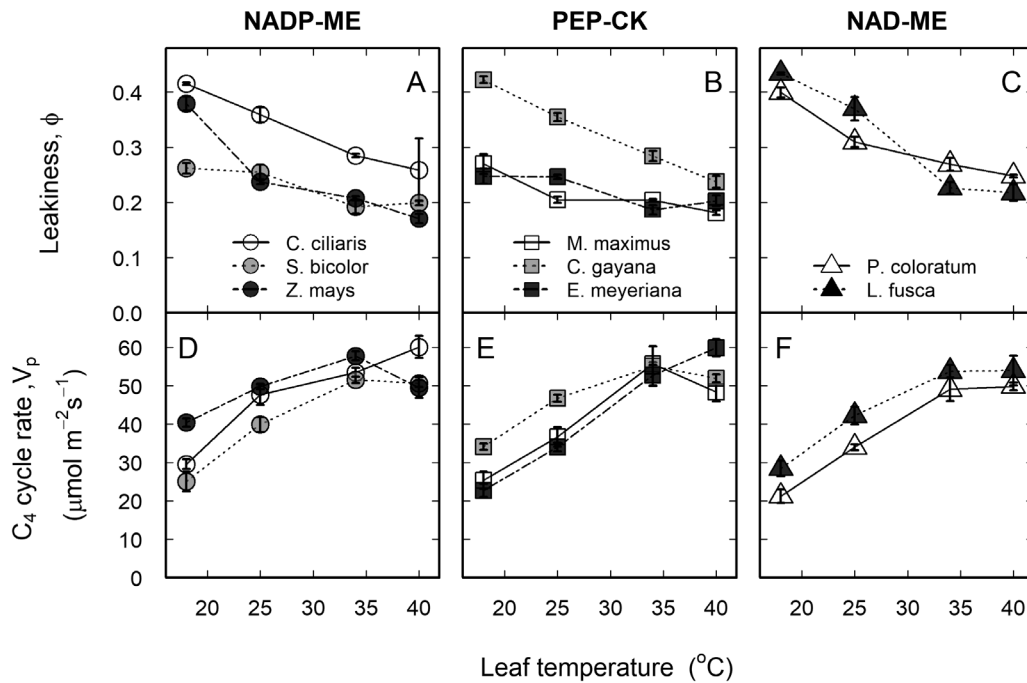 NADP-ME PEP-CK NAD-ME
Leakiness, ϕ
0.4
0.3
0.2
0.1
0.0
A
C. ciliaris
S. bicolor
Z. mays
B
M. maximus
C. gayana
E. meyeriana
C
P. coloratum
L. fusca
C₄ cycle rate, Vₚ
(μmol m⁻² s⁻¹)
60
50
40
30
20
10
0
D
E
F
20 25 30 35 40
20 25 30 35 40
20 25 30 35 40
Leaf temperature (°C)